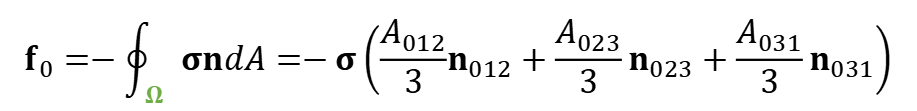 f₀ = − ∮_Ω σn dA = − σ ( A₀₁₂/3 n₀₁₂ + A₀₂₃/3 n₀₂₃ + A₀₃₁/3 n₀₃₁ )